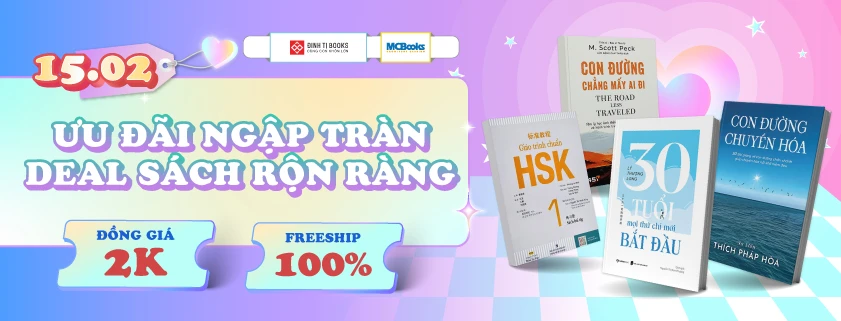 15.02
ĐINH TỊ BOOKS
MCBooks
ƯU ĐÃI NGẬP TRÀN
DEAL SÁCH RỘN RÀNG
ĐỒNG GIÁ
2K
FREESHIP
100%
M. Scott Peck
CON ĐƯỜNG
CHẲNG MẤY AI ĐI
THE ROAD
LESS
TRAVELED
Giáo trình chuẩn
HSK
1
30
TUỔI
mọi thứ chỉ mới
BẮT ĐẦU
CON ĐƯỜNG
CHUYỂN HÓA
THÍCH PHÁP HÒA